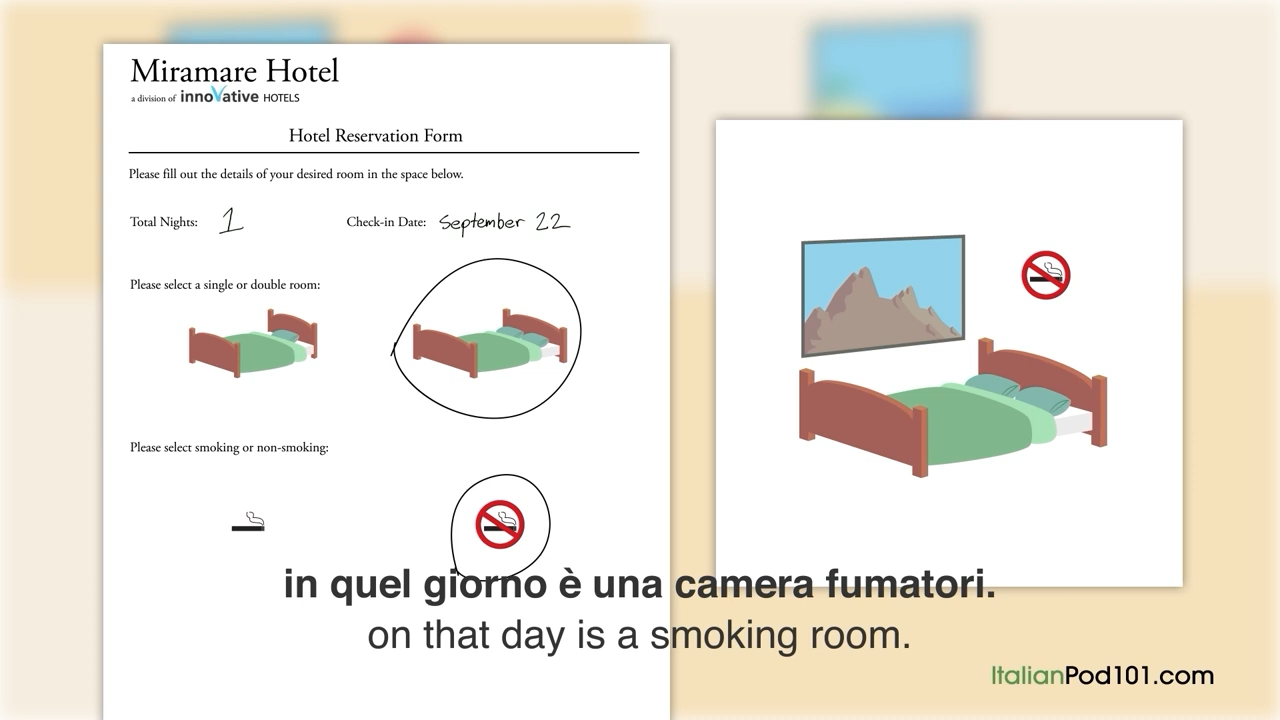 Miramare Hotel
a division of innoVative HOTELS
Hotel Reservation Form
Please fill out the details of your desired room in the space below.
Total Nights: 1 Check-in Date: September 22
Please select a single or double room:
Please select smoking or non-smoking:
in quel giorno è una camera fumatori.
on that day is a smoking room.
ItalianPod101.com